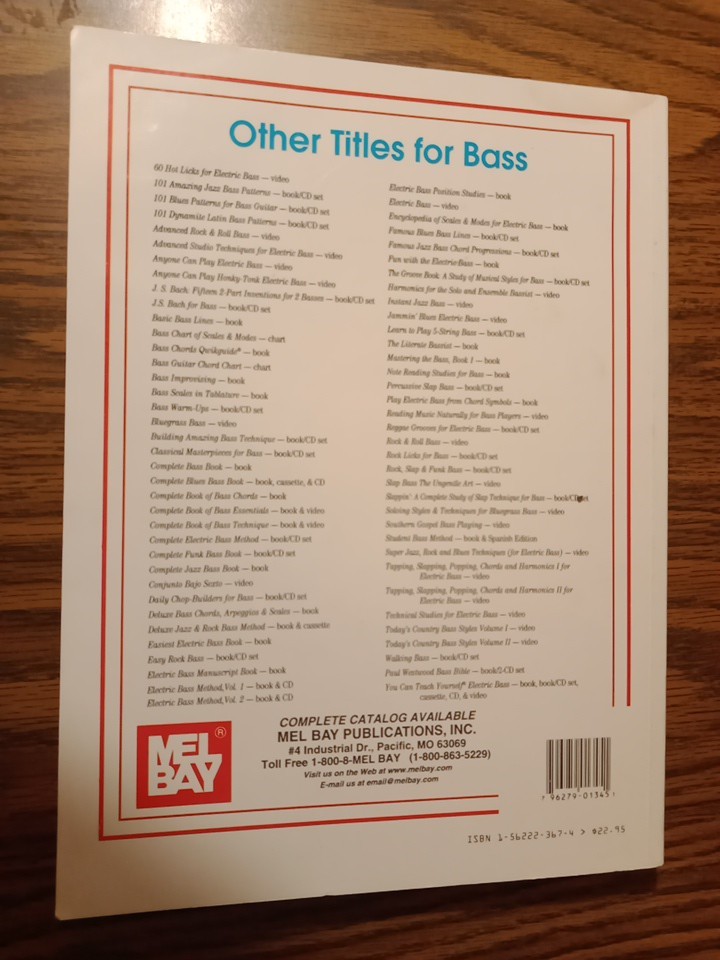 Other Titles for Bass
60 Hot Licks for Electric Bass — video
101 Amazing Jazz Bass Patterns — book/CD set
101 Blues Patterns for Bass Guitar — book/CD set
101 Dynamite Latin Bass Patterns — book/CD set
Advanced Rock & Roll Bass — video
Advanced Studio Techniques for Electric Bass — video
Anyone Can Play Electric Bass — video
Anyone Can Play Honky-Tonk Electric Bass — video
J. S. Bach: Fifteen 2-Part Inventions for 2 Basses — book/CD set
J.S. Bach for Bass — book/CD set
Basic Bass Lines — book
Bass Chart of Scales & Modes — chart
Bass Chords Qwikguide® — book
Bass Guitar Chord Chart — chart
Bass Improvising — book
Bass Scales in Tablature — book
Bass Warm-Ups — book/CD set
Bluegrass Bass — video
Building Amazing Bass Technique — book/CD set
Classical Masterpieces for Bass — book/CD set
Complete Bass Book — book
Complete Blues Bass Book — book, cassette, & CD
Complete Book of Bass Chords — book
Complete Book of Bass Essentials — book & video
Complete Book of Bass Technique — book & video
Complete Electric Bass Method — book/CD set
Complete Funk Bass Book — book/CD set
Complete Jazz Bass Book — book
Conjunto Bajo Sexto — video
Daily Chop-Builders for Bass — book/CD set
Deluxe Bass Chords, Arpeggios & Scales — book
Deluxe Jazz & Rock Bass Method — book & cassette
Easiest Electric Bass Book — book
Easy Rock Bass — book/CD set
Electric Bass Manuscript Book — book
Electric Bass Method, Vol. 1 — book & CD
Electric Bass Method, Vol. 2 — book & CD
Electric Bass Position Studies — book
Electric Bass — video
Encyclopedia of Scales & Modes for Electric Bass — book
Famous Blues Bass Lines — book/CD set
Famous Jazz Bass Chord Progressions — book/CD set
Fun with the Electric Bass — book
The Groove Book: A Study of Musical Styles for Bass — book/CD set
Harmonics for the Solo and Ensemble Bassist — video
Instant Jazz Bass — video
Jammin' Blues Electric Bass — video
Learn to Play 5-String Bass — book/CD set
The Literate Bassist — book
Mastering the Bass, Book 1 — book
Note Reading Studies for Bass — book
Percussive Slap Bass — book/CD set
Play Electric Bass from Chord Symbols — book
Reading Music Naturally for Bass Players — video
Reggae Grooves for Electric Bass — book/CD set
Rock & Roll Bass — video
Rock Licks for Bass — book/CD set
Rock, Slap & Funk Bass — book/CD set
Slap Bass The Ungentle Art — video
Slappin': A Complete Study of Slap Technique for Bass — book/CD set
Soloing Styles & Techniques for Bluegrass Bass — video
Southern Gospel Bass Playing — video
Student Bass Method — book & Spanish Edition
Super Jazz, Rock and Blues Techniques (for Electric Bass) — video
Tapping, Slapping, Popping, Chords and Harmonics I for
Electric Bass — video
Tapping, Slapping, Popping, Chords and Harmonics II for
Electric Bass — video
Technical Studies for Electric Bass — video
Today's Country Bass Styles Volume I — video
Today's Country Bass Styles Volume II — video
Walking Bass — book/CD set
Paul Westwood Bass Bible — book/2-CD set
You Can Teach Yourself® Electric Bass — book, book/CD set,
cassette, CD, & video
MEL BAY ®
COMPLETE CATALOG AVAILABLE
MEL BAY PUBLICATIONS, INC.
#4 Industrial Dr., Pacific, MO 63069
Toll Free 1-800-8-MEL BAY (1-800-863-5229)
Visit us on the Web at www.melbay.com
E-mail us at email@melbay.com
7 96279 01345 1
ISBN 1-56222-367-4 > $22.95